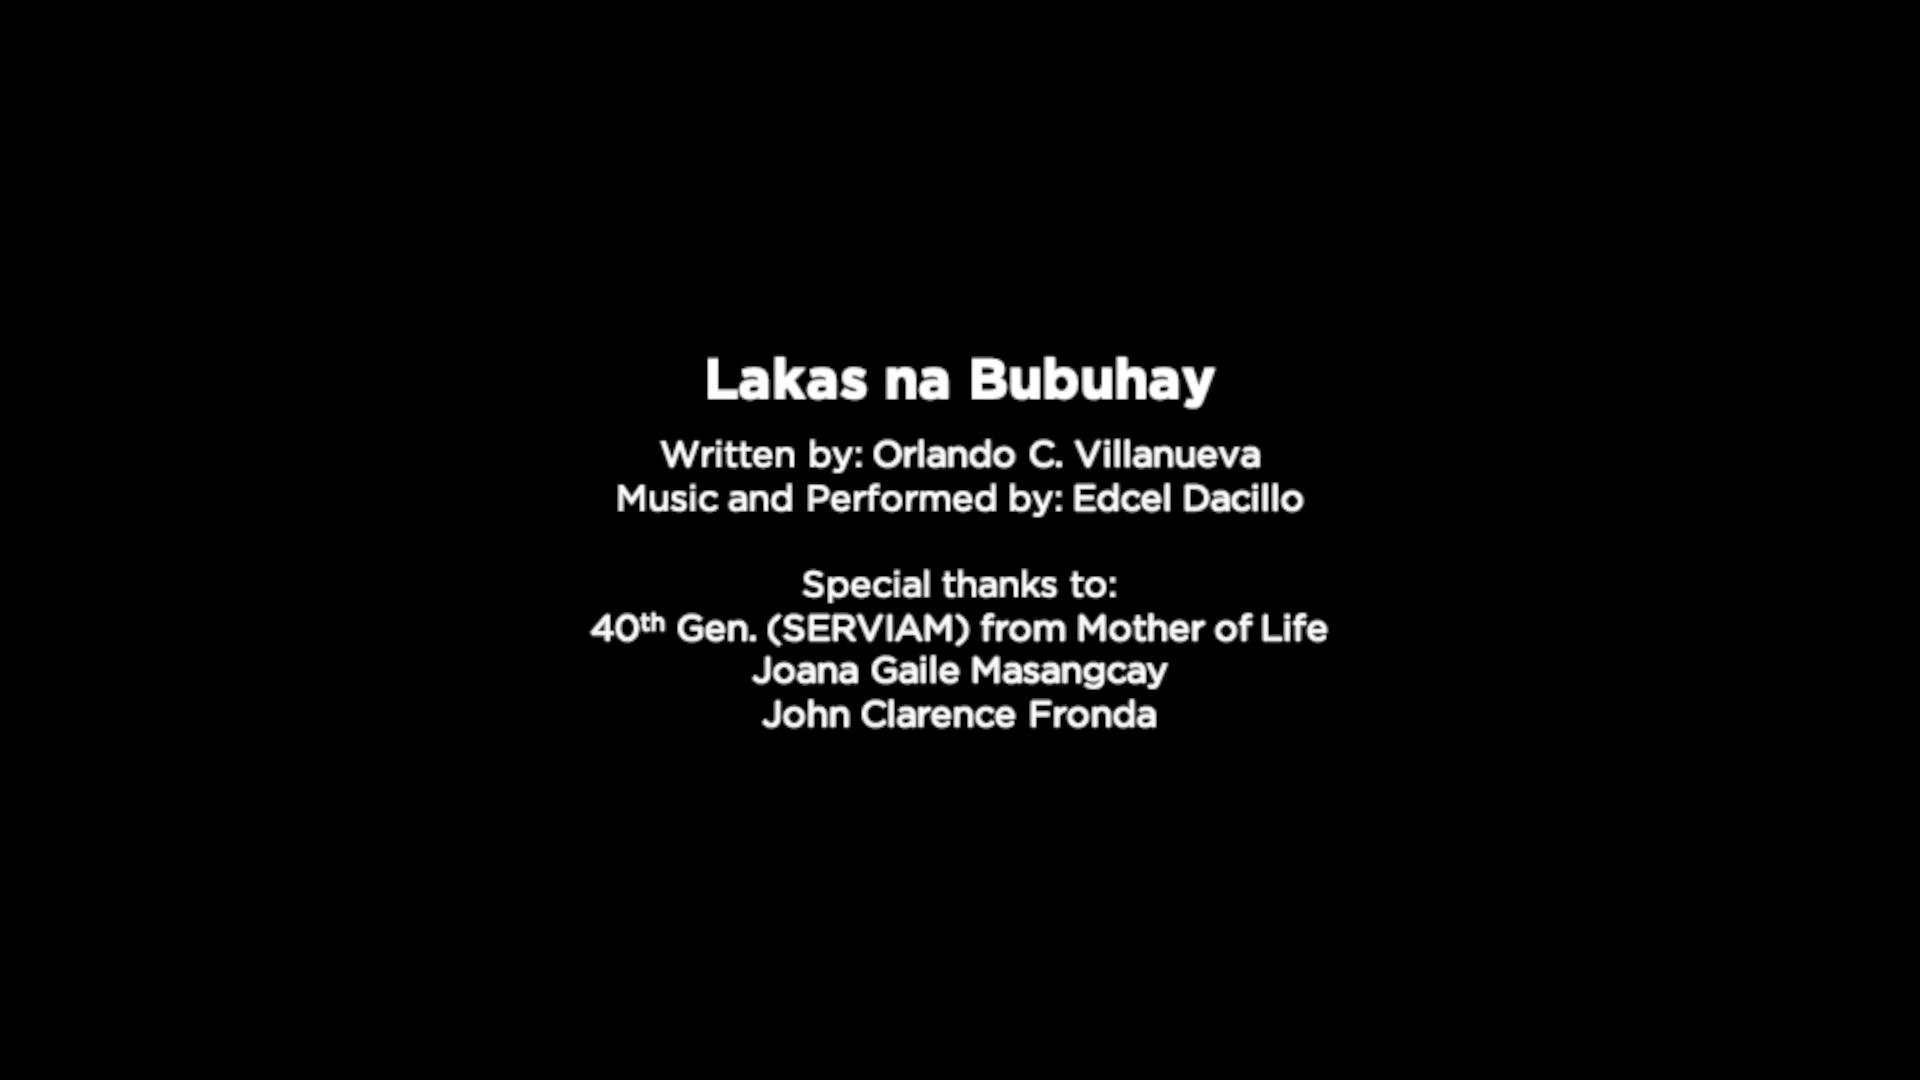 Lakas na Bubuhay
Written by: Orlando C. Villanueva
Music and Performed by: Edcel Dacillo
Special thanks to:
40th Gen. (SERVIAM) from Mother of Life
Joana Gaile Masangcay
John Clarence Fronda